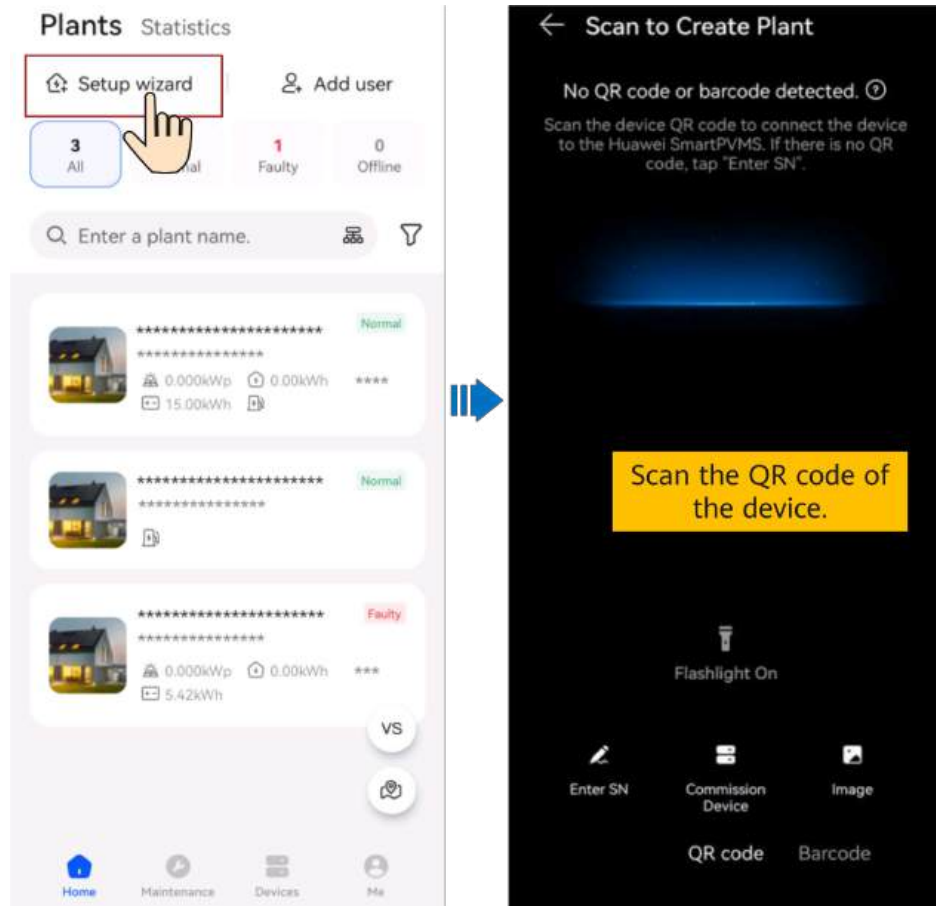 Plants Statistics
Setup wizard
Add user
3
All
nal
1
Faulty
0
Offline
Enter a plant name.
***********************
Normal
***************
0.000kWp
0.00kWh
****
15.00kWh
***********************
Normal
***************
***********************
Faulty
***************
0.000kWp
0.00kWh
***
5.42kWh
VS
Home
Maintenance
Devices
Me
Scan to Create Plant
No QR code or barcode detected.
Scan the device QR code to connect the device
to the Huawei SmartPVMS. If there is no QR
code, tap "Enter SN".
Scan the QR code of
the device.
Flashlight On
Enter SN
Commission
Device
Image
QR code
Barcode